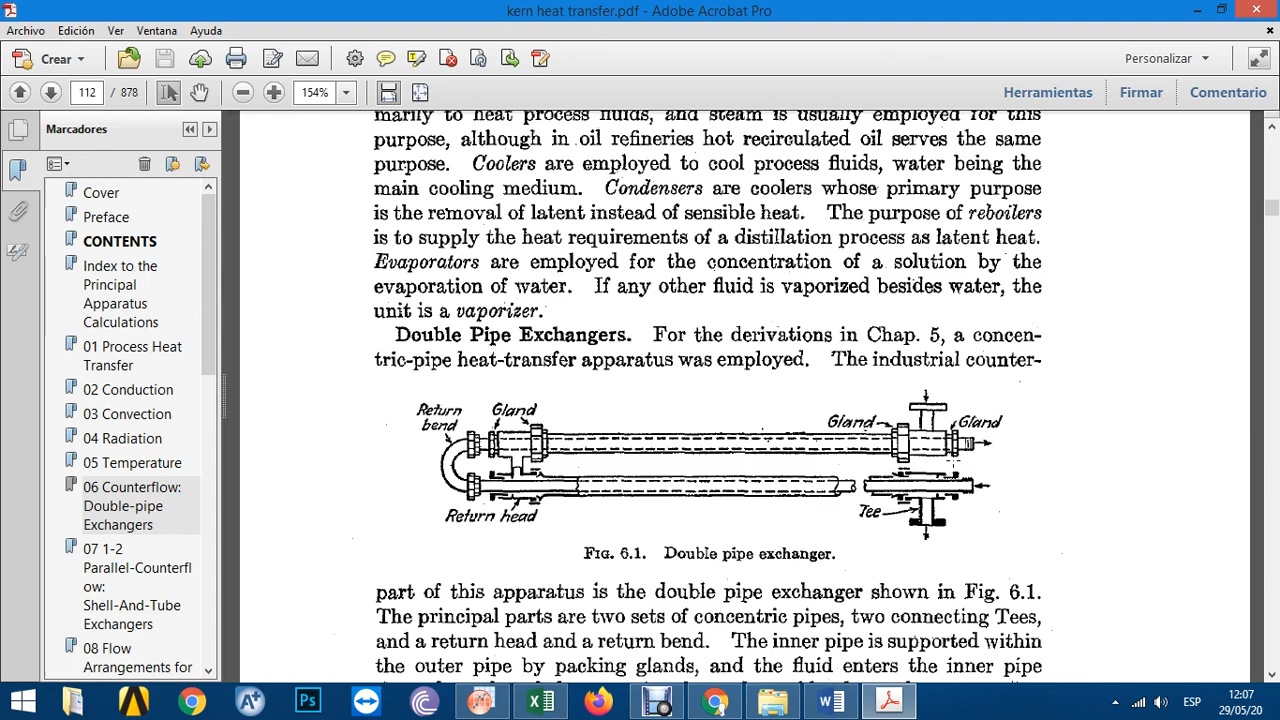 kern heat transfer.pdf - Adobe Acrobat Pro
Archivo Edición Ver Ventana Ayuda
Crear
Personalizar
112 / 878
154%
Herramientas Firmar Comentario
Marcadores
Cover
Preface
CONTENTS
Index to the
Principal
Apparatus
Calculations
01 Process Heat
Transfer
02 Conduction
03 Convection
04 Radiation
05 Temperature
06 Counterflow:
Double-pipe
Exchangers
07 1-2
Parallel-Counterfl
ow:
Shell-And-Tube
Exchangers
08 Flow
Arrangements for
marily to heat process fluids, and steam is usually employed for this
purpose, although in oil refineries hot recirculated oil serves the same
purpose. Coolers are employed to cool process fluids, water being the
main cooling medium. Condensers are coolers whose primary purpose
is the removal of latent instead of sensible heat. The purpose of reboilers
is to supply the heat requirements of a distillation process as latent heat.
Evaporators are employed for the concentration of a solution by the
evaporation of water. If any other fluid is vaporized besides water, the
unit is a vaporizer.
Double Pipe Exchangers. For the derivations in Chap. 5, a concen-
tric-pipe heat-transfer apparatus was employed. The industrial counter-
Return
bend
Gland
Gland
Gland
Return head
Tee
FIG. 6.1. Double pipe exchanger.
part of this apparatus is the double pipe exchanger shown in Fig. 6.1.
The principal parts are two sets of concentric pipes, two connecting Tees,
and a return head and a return bend. The inner pipe is supported within
the outer pipe by packing glands, and the fluid enters the inner pipe
ESP
12:07
29/05/20